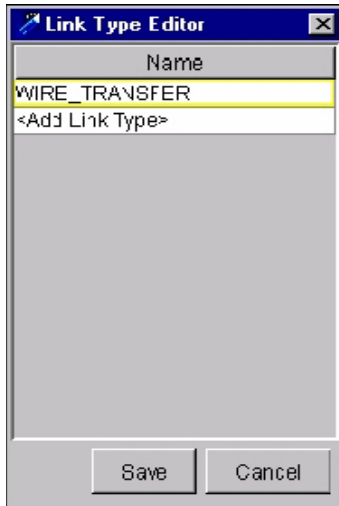 Link Type Editor
Name
WIRE_TRANSFER
<Add Link Type>
Save
Cancel